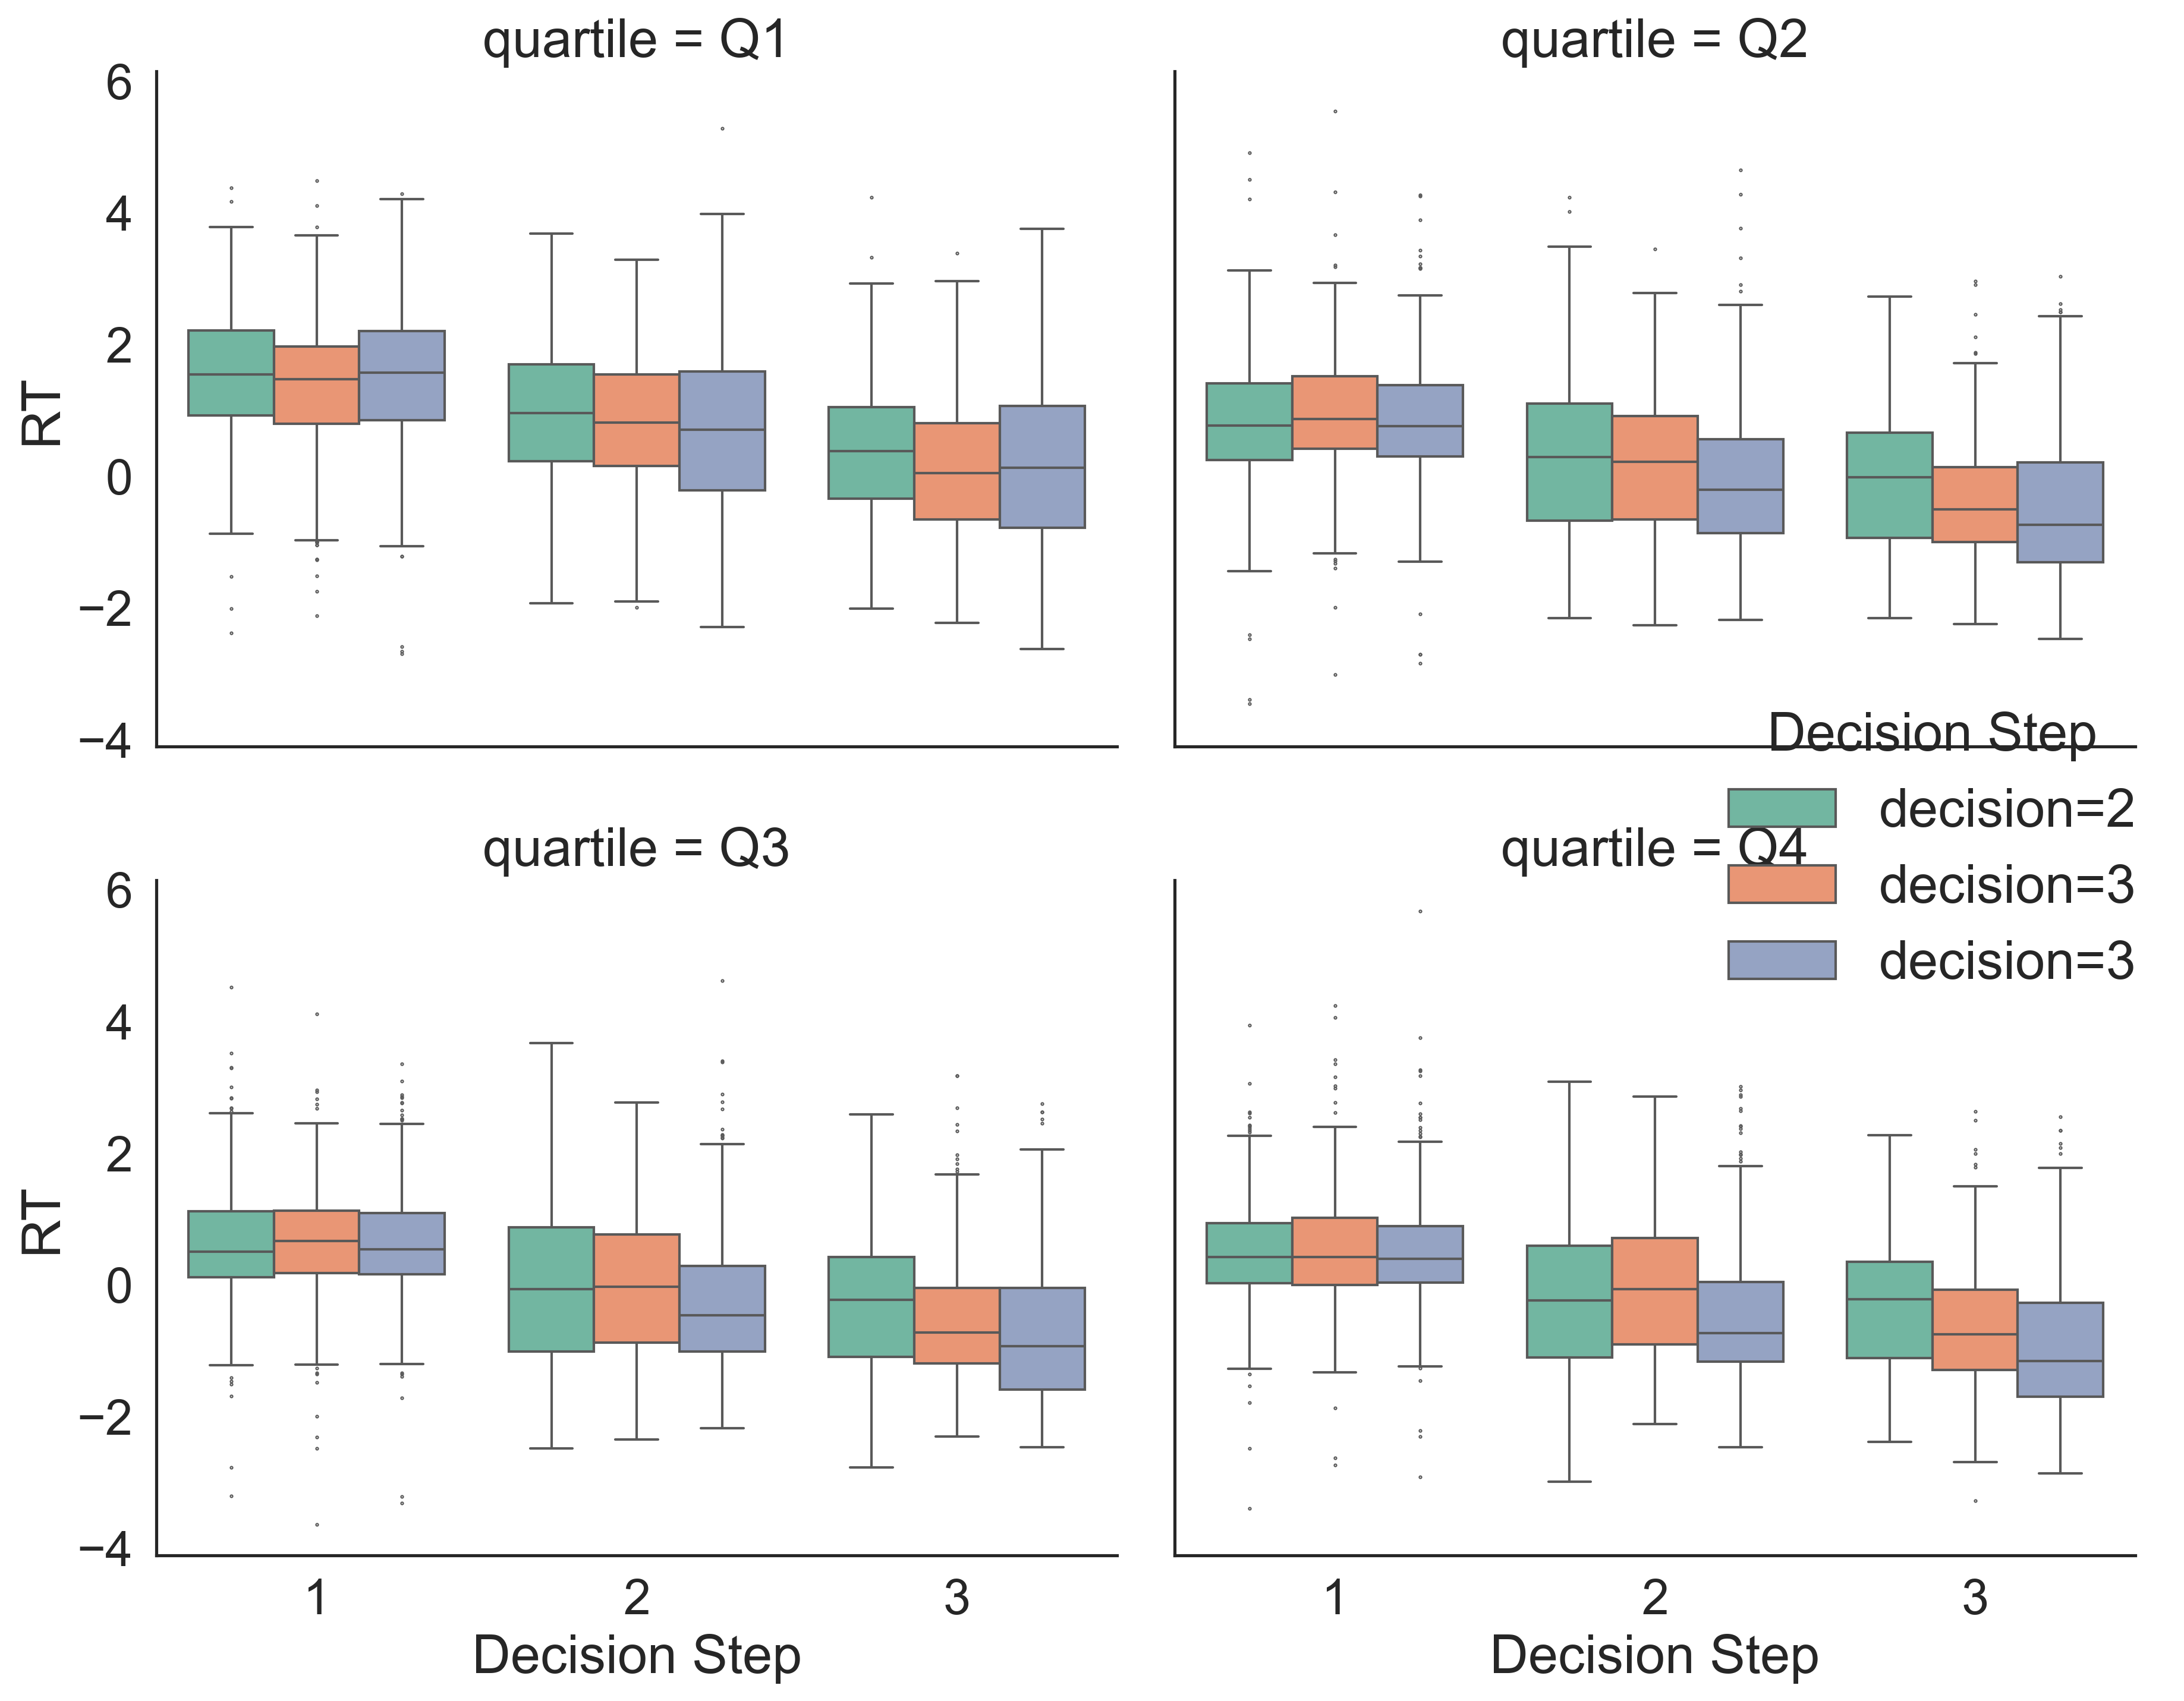 quartile = Q1
quartile = Q2
6
4
2
0
−2
−4
RT
Decision Step
decision=2
decision=3
decision=3
quartile = Q3
quartile = Q4
6
4
2
0
−2
−4
RT
1
2
3
1
2
3
Decision Step
Decision Step